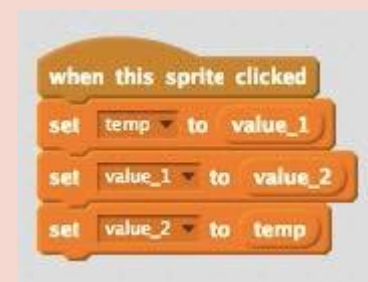 when this sprite clicked
set temp to value_1
set value_1 to value_2
set value_2 to temp